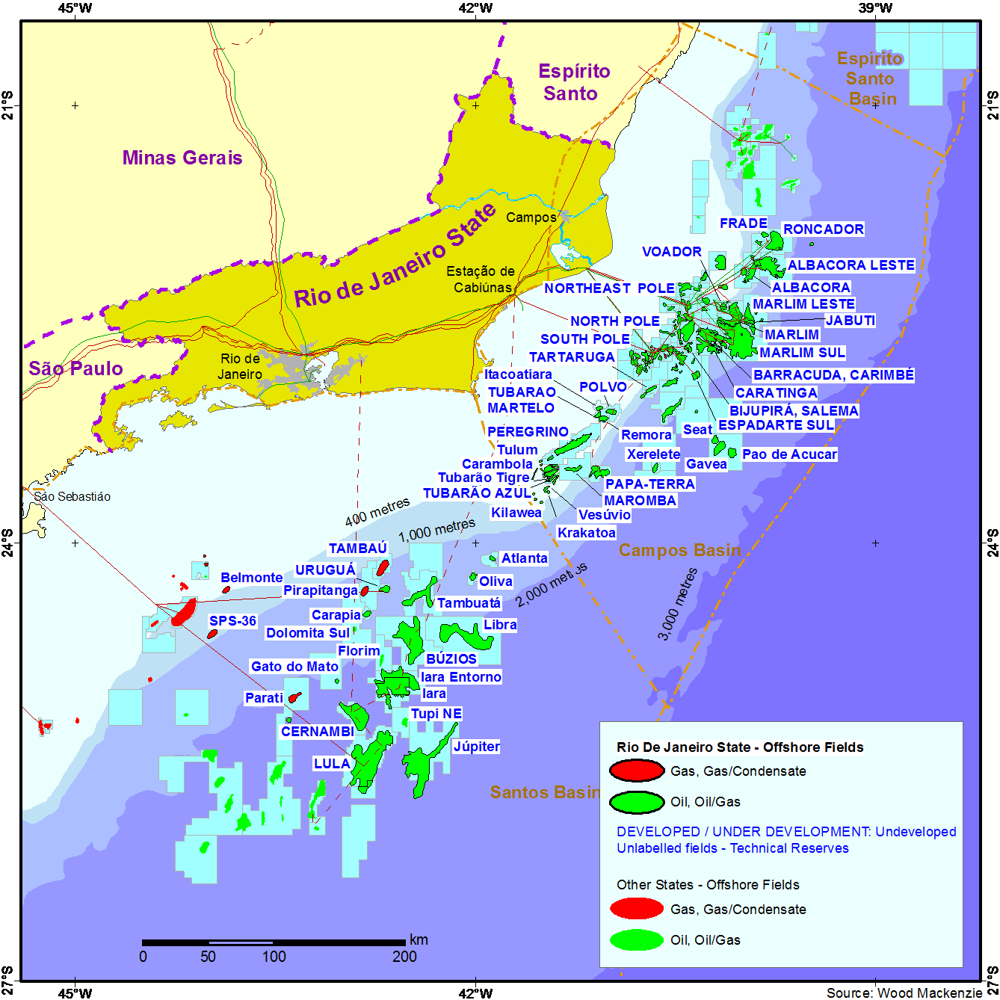 45°W
42°W
39°W
Espírito
Santo
Basin
Espírito
Santo
21°S
21°S
Minas Gerais
Rio de Janeiro State
Campos
FRADE
RONCADOR
VOADOR
ALBACORA LESTE
Estação de
Cabiúnas
NORTHEAST POLE
ALBACORA
MARLIM LESTE
JABUTI
NORTH POLE
MARLIM
SOUTH POLE
MARLIM SUL
TARTARUGA
São Paulo
Rio de
Janeiro
Itacoatiara
BARRACUDA, CARIMBÉ
POLVO
TUBARAO
MARTELO
CARATINGA
BIJUPIRÁ, SALEMA
ESPADARTE SUL
PEREGRINO
Remora
Seat
Tulum
Xerelete
Pao de Acucar
Carambola
Gavea
Tubarão Tigre
PAPA-TERRA
TUBARÃO AZUL
MAROMBA
São Sebastião
Kilawea
Vesúvio
Krakatoa
400 metres
1,000 metres
24°S
24°S
TAMBAÚ
Atlanta
Campos Basin
URUGUÁ
Oliva
2,000 metros
3,000 metres
Belmonte
Pirapitanga
Tambuatá
Carapia
SPS-36
Libra
Dolomita Sul
Florim
BÚZIOS
Gato do Mato
Iara Entorno
Parati
Iara
Tupi NE
CERNAMBI
Júpiter
LULA
Santos Basin
Rio De Janeiro State - Offshore Fields
Gas, Gas/Condensate
Oil, Oil/Gas
DEVELOPED / UNDER DEVELOPMENT: Undeveloped
Unlabelled fields - Technical Reserves
Other States - Offshore Fields
Gas, Gas/Condensate
Oil, Oil/Gas
km
0 50 100 200
27°S
27°S
45°W
42°W
39°W
Source: Wood Mackenzie